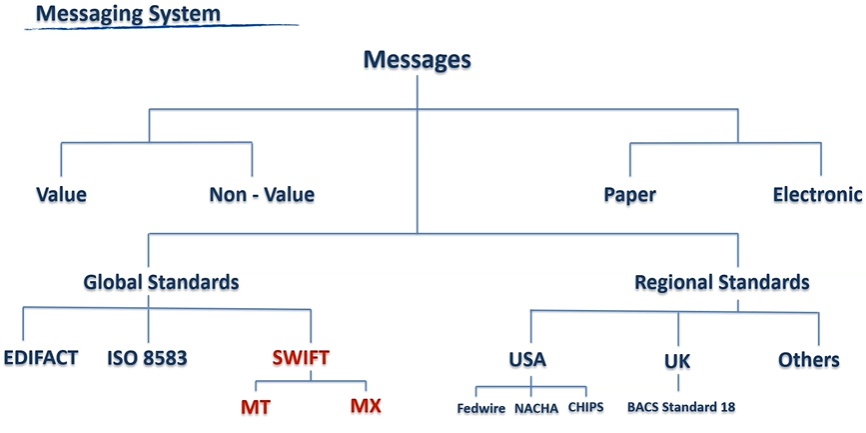 Messaging System
Messages
Value Non - Value Paper Electronic
Global Standards Regional Standards
EDIFACT ISO 8583 SWIFT USA UK Others
MT MX Fedwire NACHA CHIPS BACS Standard 18